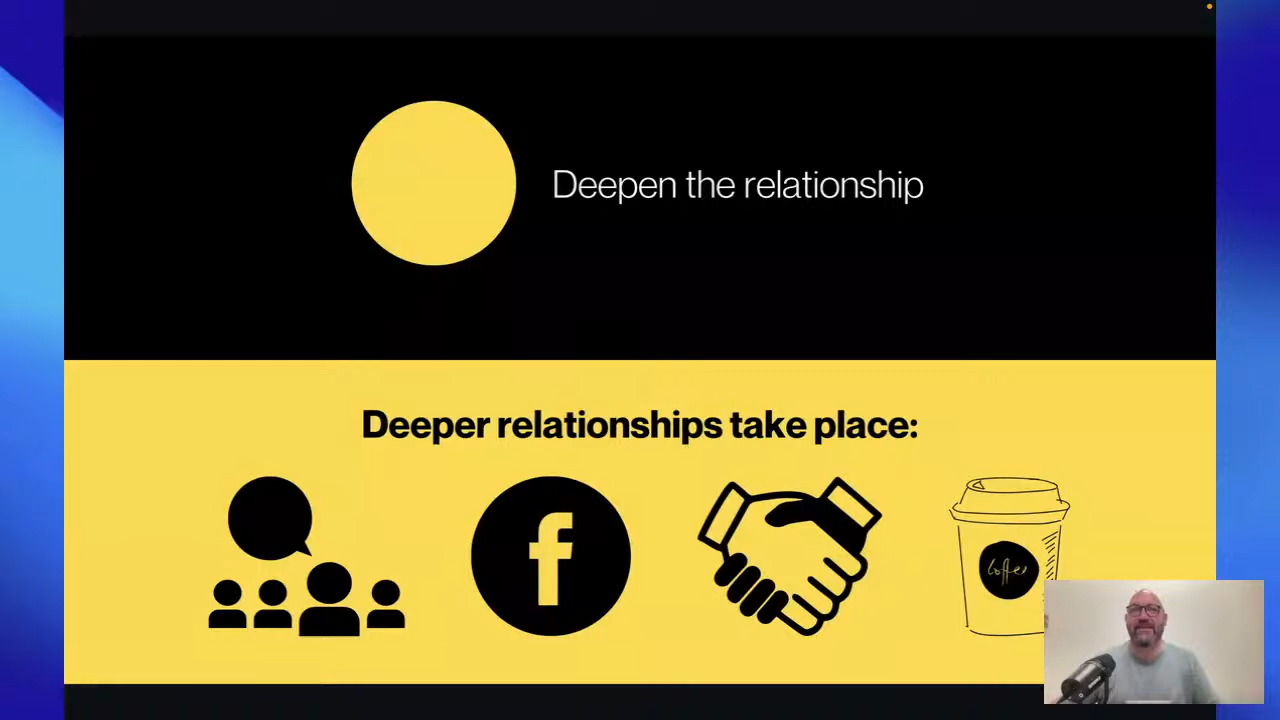 Deepen the relationship
Deeper relationships take place:
f
Coffee